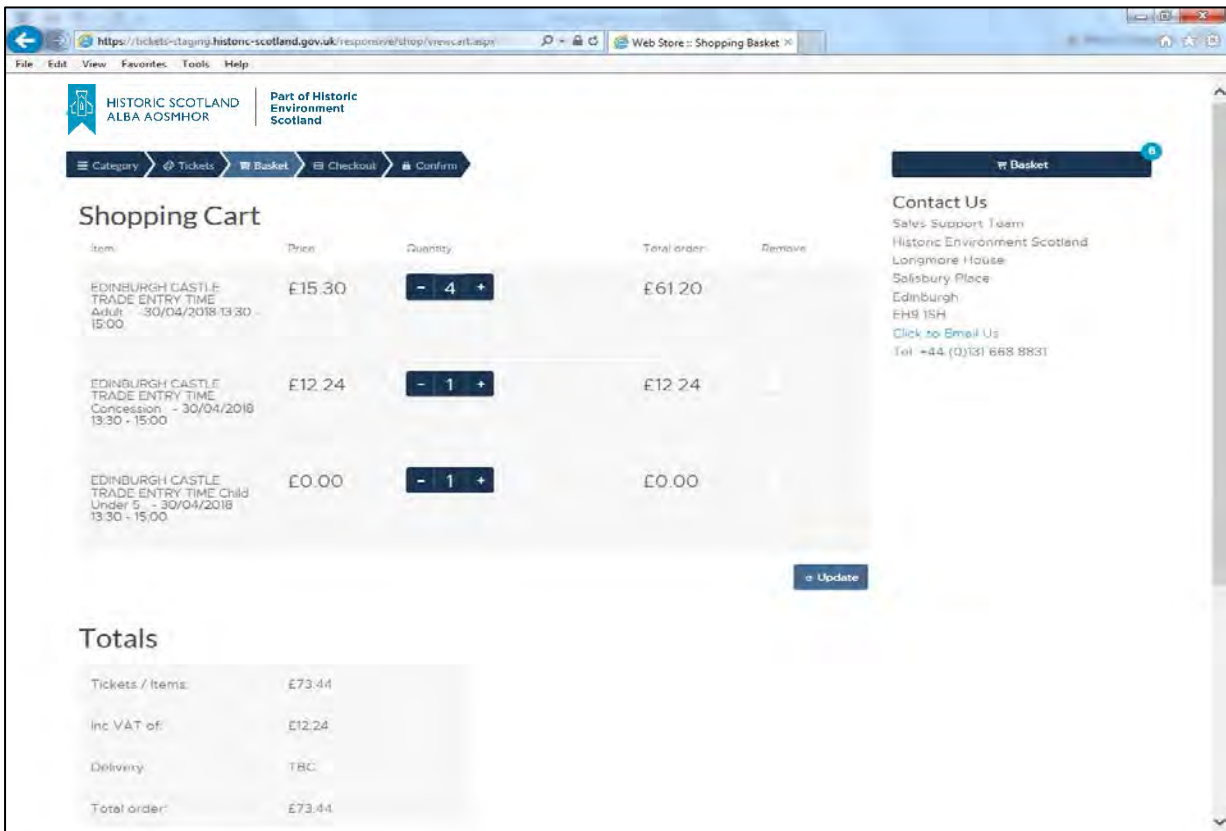 https://tickets-staging.historic-scotland.gov.uk/responsive/shop/viewcart.aspx
Web Store :: Shopping Basket
File Edit View Favorites Tools Help
HISTORIC SCOTLAND
ALBA AOSMHOR
Part of Historic
Environment
Scotland
Category Tickets Basket Checkout Confirm
6
Basket
Shopping Cart
Item Price Quantity Total order Remove
EDINBURGH CASTLE
TRADE ENTRY TIME
Adult - 30/04/2018 13:30 -
15:00
£15.30 - 4 + £61.20
EDINBURGH CASTLE
TRADE ENTRY TIME
Concession - 30/04/2018
13:30 - 15:00
£12.24 - 1 + £12.24
EDINBURGH CASTLE
TRADE ENTRY TIME Child
Under 5 - 30/04/2018
13:30 - 15:00
£0.00 - 1 + £0.00
Update
Totals
Tickets / Items: £73.44
Inc VAT of: £12.24
Delivery: TBC
Total order: £73.44
Contact Us
Sales Support Team
Historic Environment Scotland
Longmore House
Salisbury Place
Edinburgh
EH9 1SH
Click to Email Us
Tel: +44 (0)131 668 8831